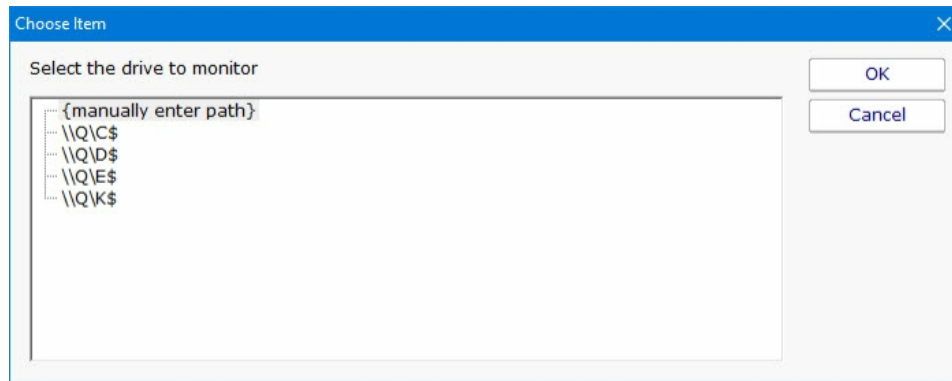 Choose Item
Select the drive to monitor
OK
Cancel
{manually enter path}
\\Q\C$
\\Q\D$
\\Q\E$
\\Q\K$